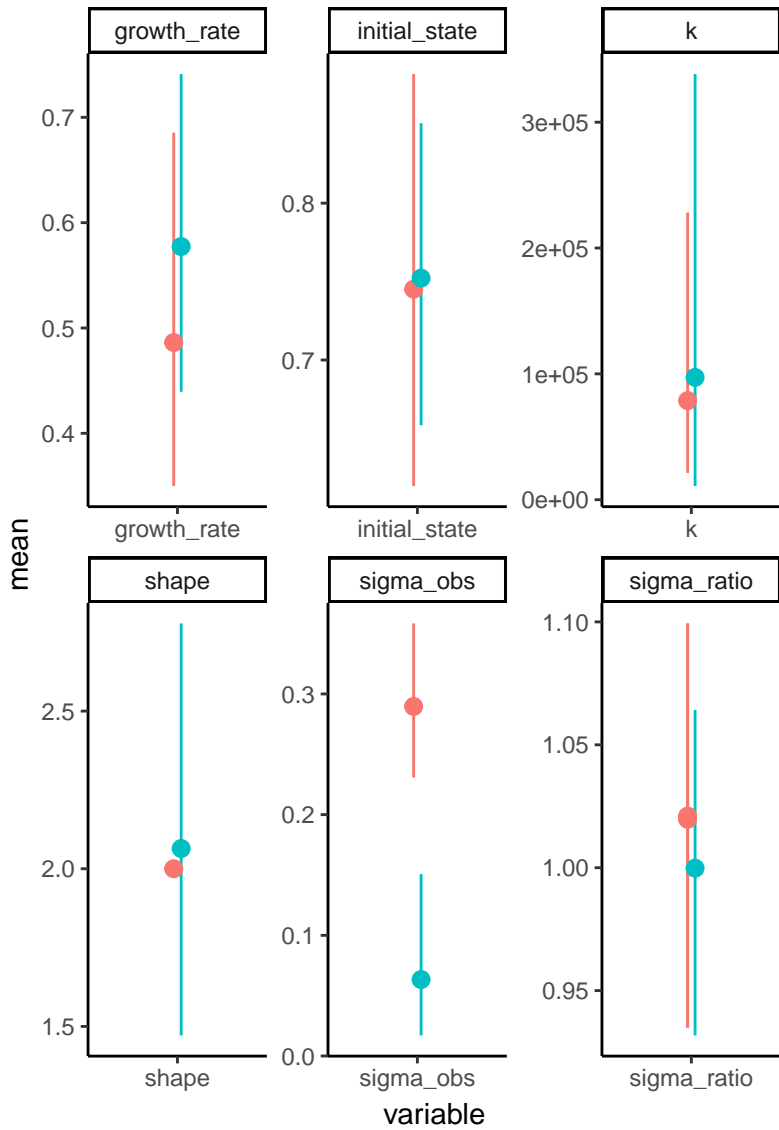 growth_rate
initial_state
k
0.7
0.6
0.5
0.4
growth_rate
0.8
0.7
initial_state
3e+05
2e+05
1e+05
0e+00
k
mean
shape
sigma_obs
sigma_ratio
2.5
2.0
1.5
shape
0.3
0.2
0.1
0.0
sigma_obs
1.10
1.05
1.00
0.95
sigma_ratio
variable